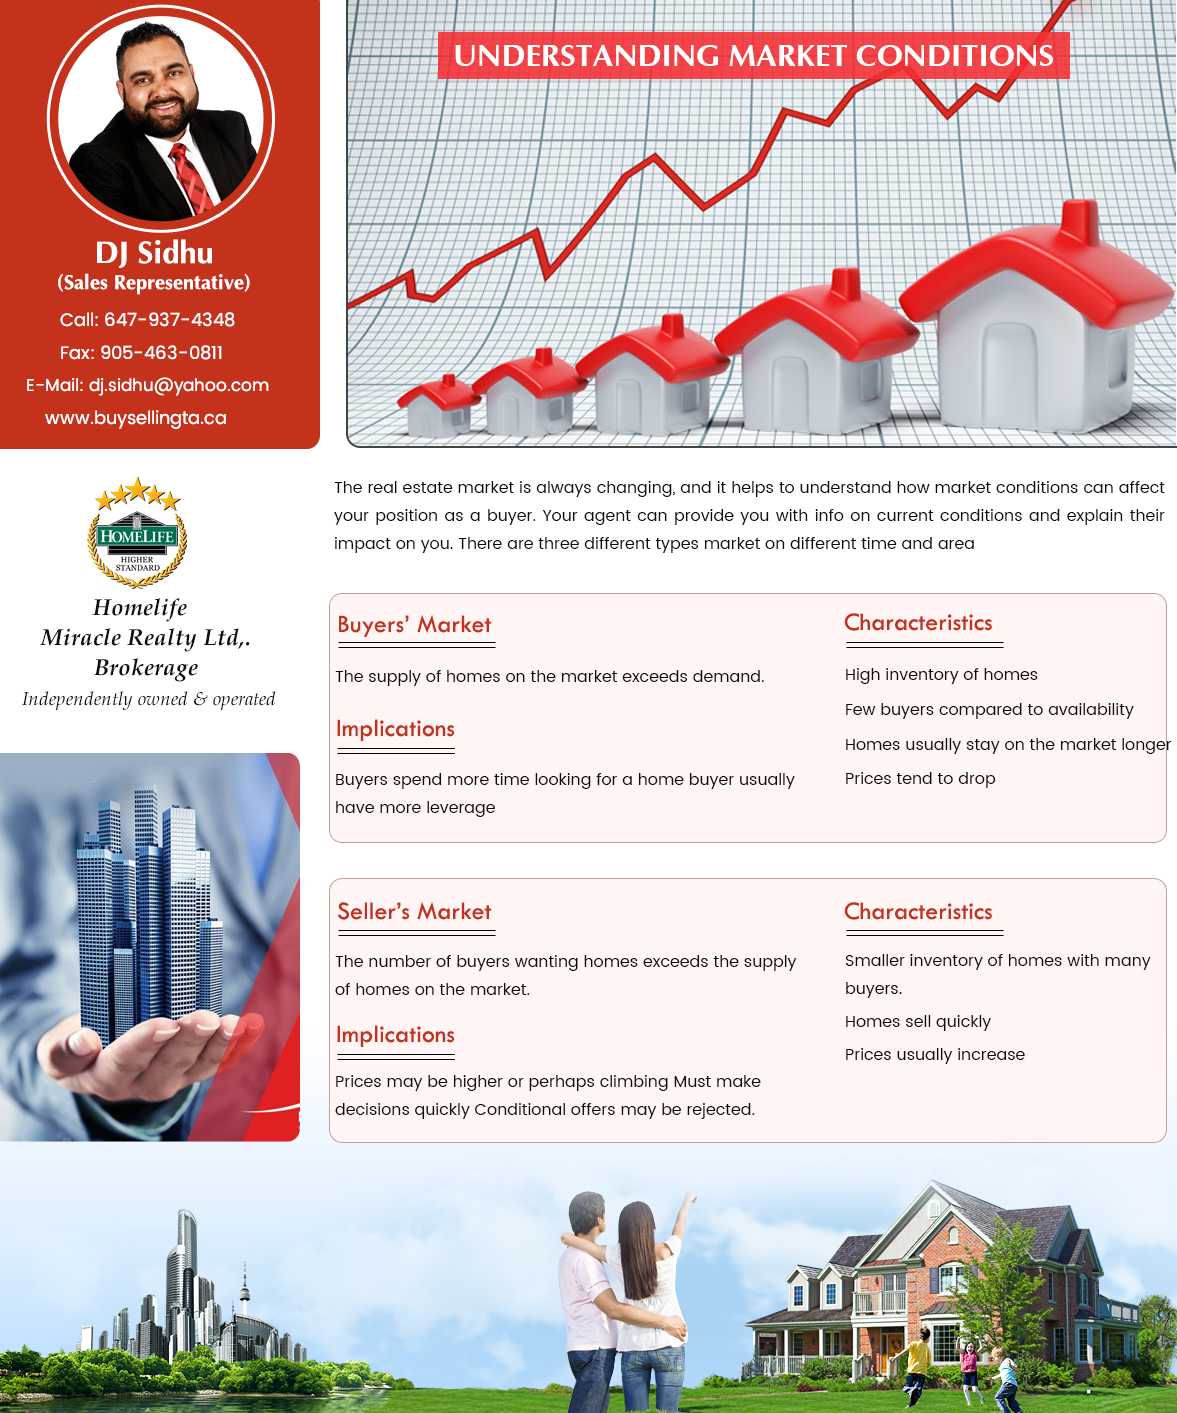 DJ Sidhu
(Sales Representative)
Call: 647-937-4348
Fax: 905-463-0811
E-Mail: dj.sidhu@yahoo.com
www.buysellingta.ca
HOMELIFE
HIGHER
STANDARD
Homelife
Miracle Realty Ltd,.
Brokerage
Independently owned & operated
UNDERSTANDING MARKET CONDITIONS
The real estate market is always changing, and it helps to understand how market conditions can affect
your position as a buyer. Your agent can provide you with info on current conditions and explain their
impact on you. There are three different types market on different time and area
Buyers’ Market
The supply of homes on the market exceeds demand.
Implications
Buyers spend more time looking for a home buyer usually
have more leverage
Characteristics
High inventory of homes
Few buyers compared to availability
Homes usually stay on the market longer
Prices tend to drop
Seller’s Market
The number of buyers wanting homes exceeds the supply
of homes on the market.
Implications
Prices may be higher or perhaps climbing Must make
decisions quickly Conditional offers may be rejected.
Characteristics
Smaller inventory of homes with many
buyers.
Homes sell quickly
Prices usually increase